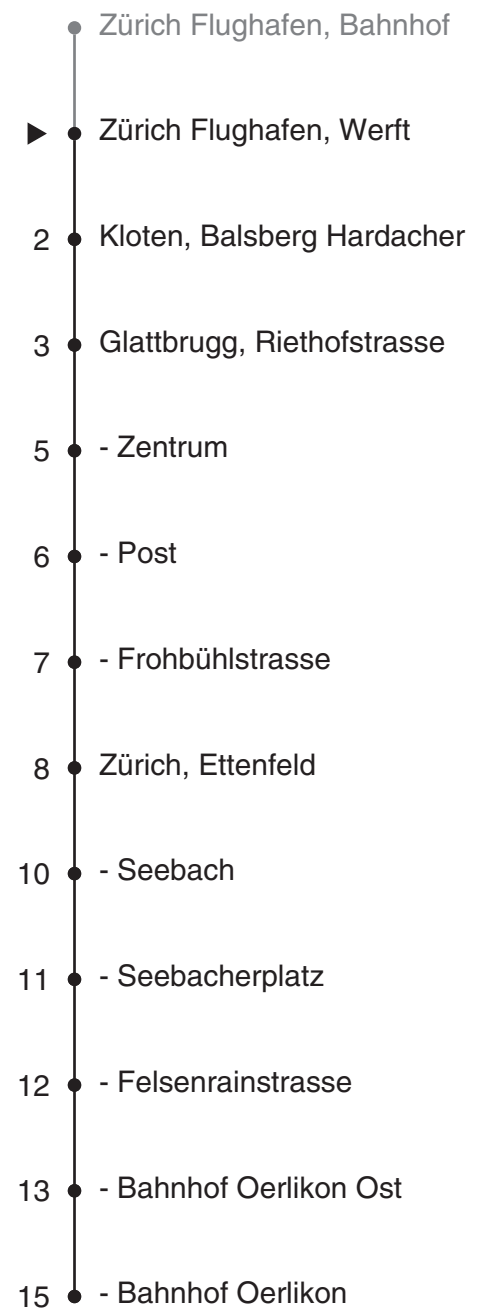 Zürich Flughafen, Bahnhof
Zürich Flughafen, Werft
2 Kloten, Balsberg Hardacher
3 Glattbrugg, Riethofstrasse
5 - Zentrum
6 - Post
7 - Frohbühlstrasse
8 Zürich, Ettenfeld
10 - Seebach
11 - Seebacherplatz
12 - Felsenrainstrasse
13 - Bahnhof Oerlikon Ost
15 - Bahnhof Oerlikon